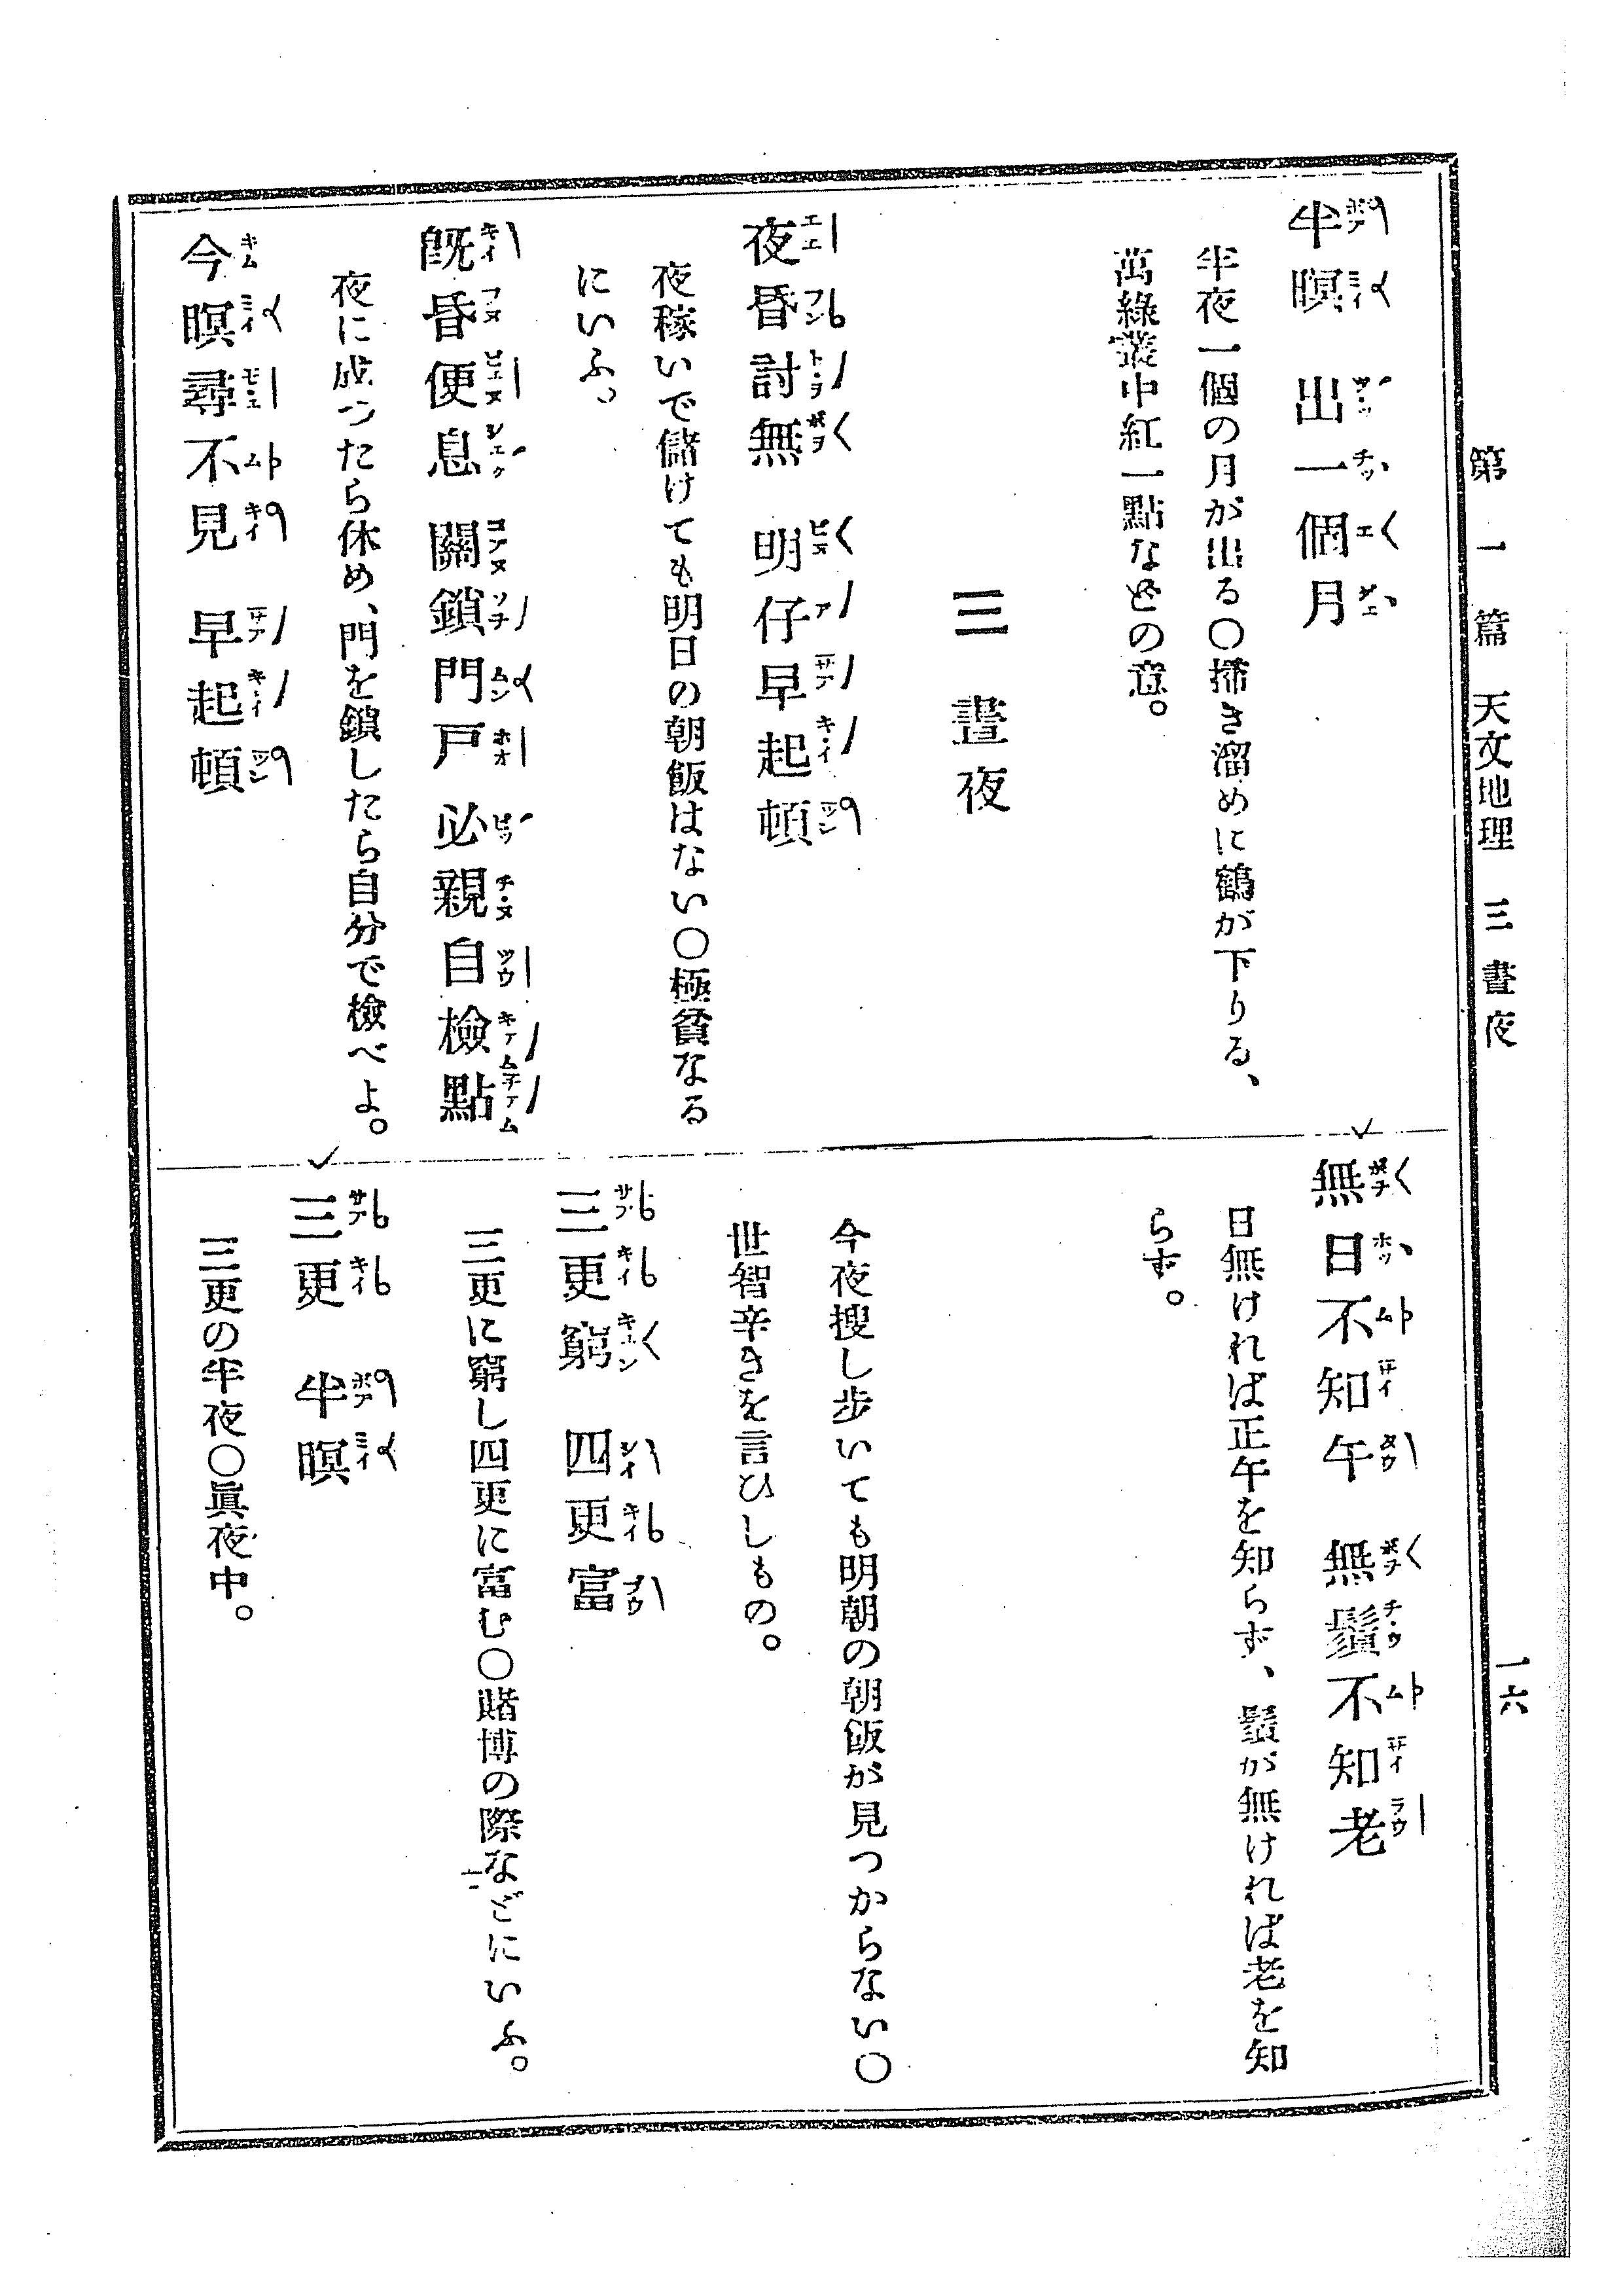 第一篇 天文地理 三 晝夜
一六
半暝 出一個月
半夜一個の月が出る〇掃き溜めに鶴が下りる、
萬綠叢中紅一點などの意。
三 晝夜
夜昏討無 明仔早起頓
夜稼いで儲けても明日の朝飯はない〇極貧なる
にいふ。
既昏便息 關鎖門戸 必親自檢點
夜に成つたら休め、門を鎖したら自分で檢べよ。
今暝尋不見 早起頓
無日不知午 無鬚不知老
日無ければ正午を知らず、鬚が無ければ老を知
らず。
今夜搜し步いても明朝の朝飯が見つからない〇
世智辛きを言ひしもの。
三更窮 四更富
三更に窮し四更に富む〇賭博の際などにいふ。
三更 半暝
三更の半夜〇眞夜中。